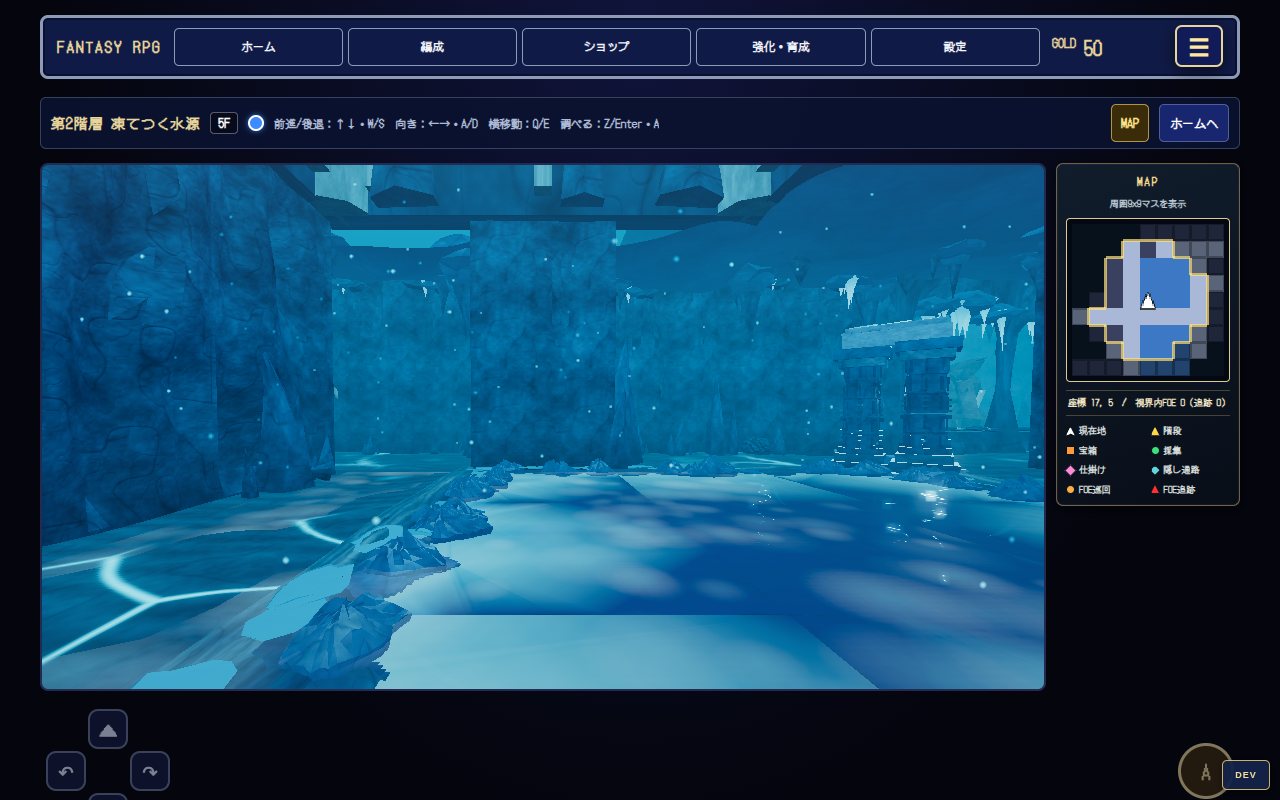 FANTASY RPG
ホーム
編成
ショップ
強化・育成
設定
GOLD 50
第2階層 凍てつく水源
5F
前進/後退：↑↓・W/S 向き：←→・A/D 横移動：Q/E 調べる：Z/Enter・A
MAP
ホームへ
MAP
周囲9x9マスを表示
座標 17, 5 / 視界内FOE 0 (追跡 0)
現在地
階段
宝箱
採集
仕掛け
隠し通路
FOE巡回
FOE追跡
A
DEV